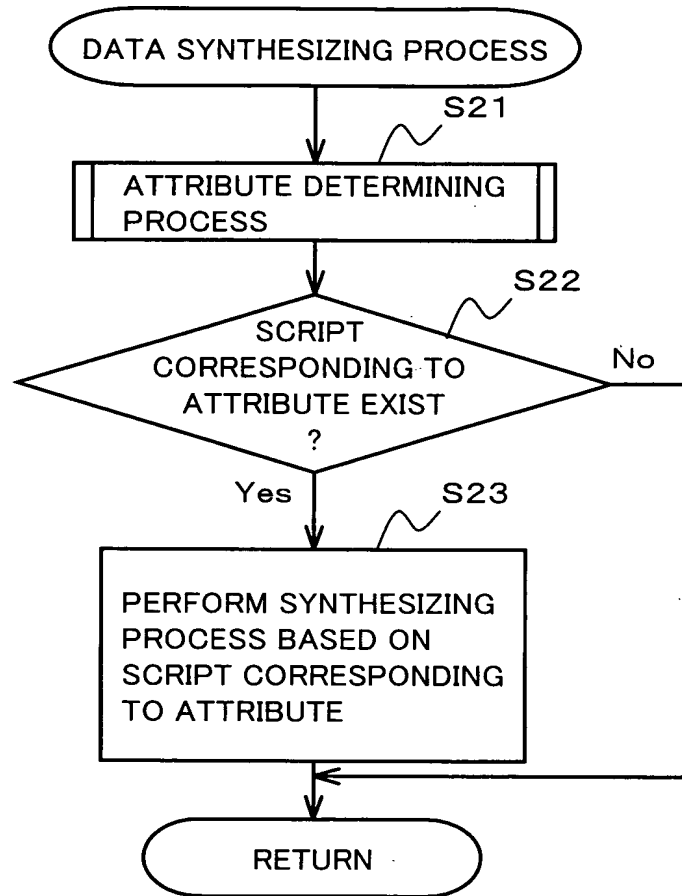 DATA SYNTHESIZING PROCESS
S21
ATTRIBUTE DETERMINING
PROCESS
S22
SCRIPT
CORRESPONDING TO
ATTRIBUTE EXIST
?
No
Yes
S23
PERFORM SYNTHESIZING
PROCESS BASED ON
SCRIPT CORRESPONDING
TO ATTRIBUTE
RETURN